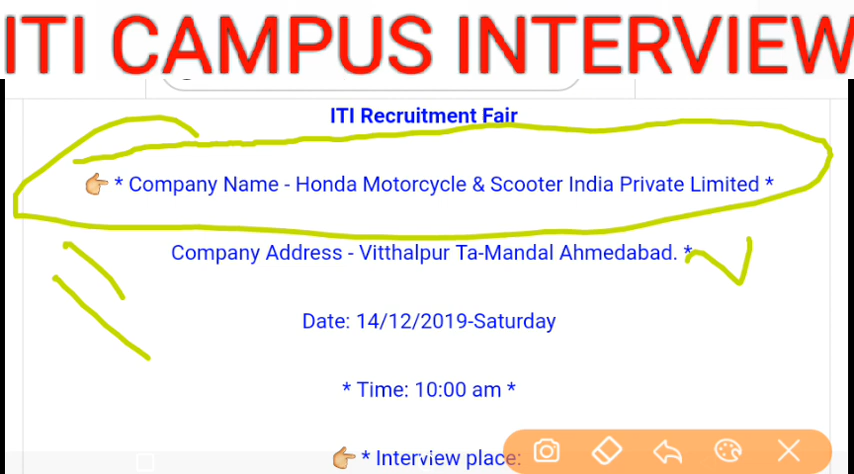 ITI CAMPUS INTERVIEW
ITI Recruitment Fair
* Company Name - Honda Motorcycle & Scooter India Private Limited *
Company Address - Vitthalpur Ta-Mandal Ahmedabad. *
Date: 14/12/2019-Saturday
* Time: 10:00 am *
* Interview place: